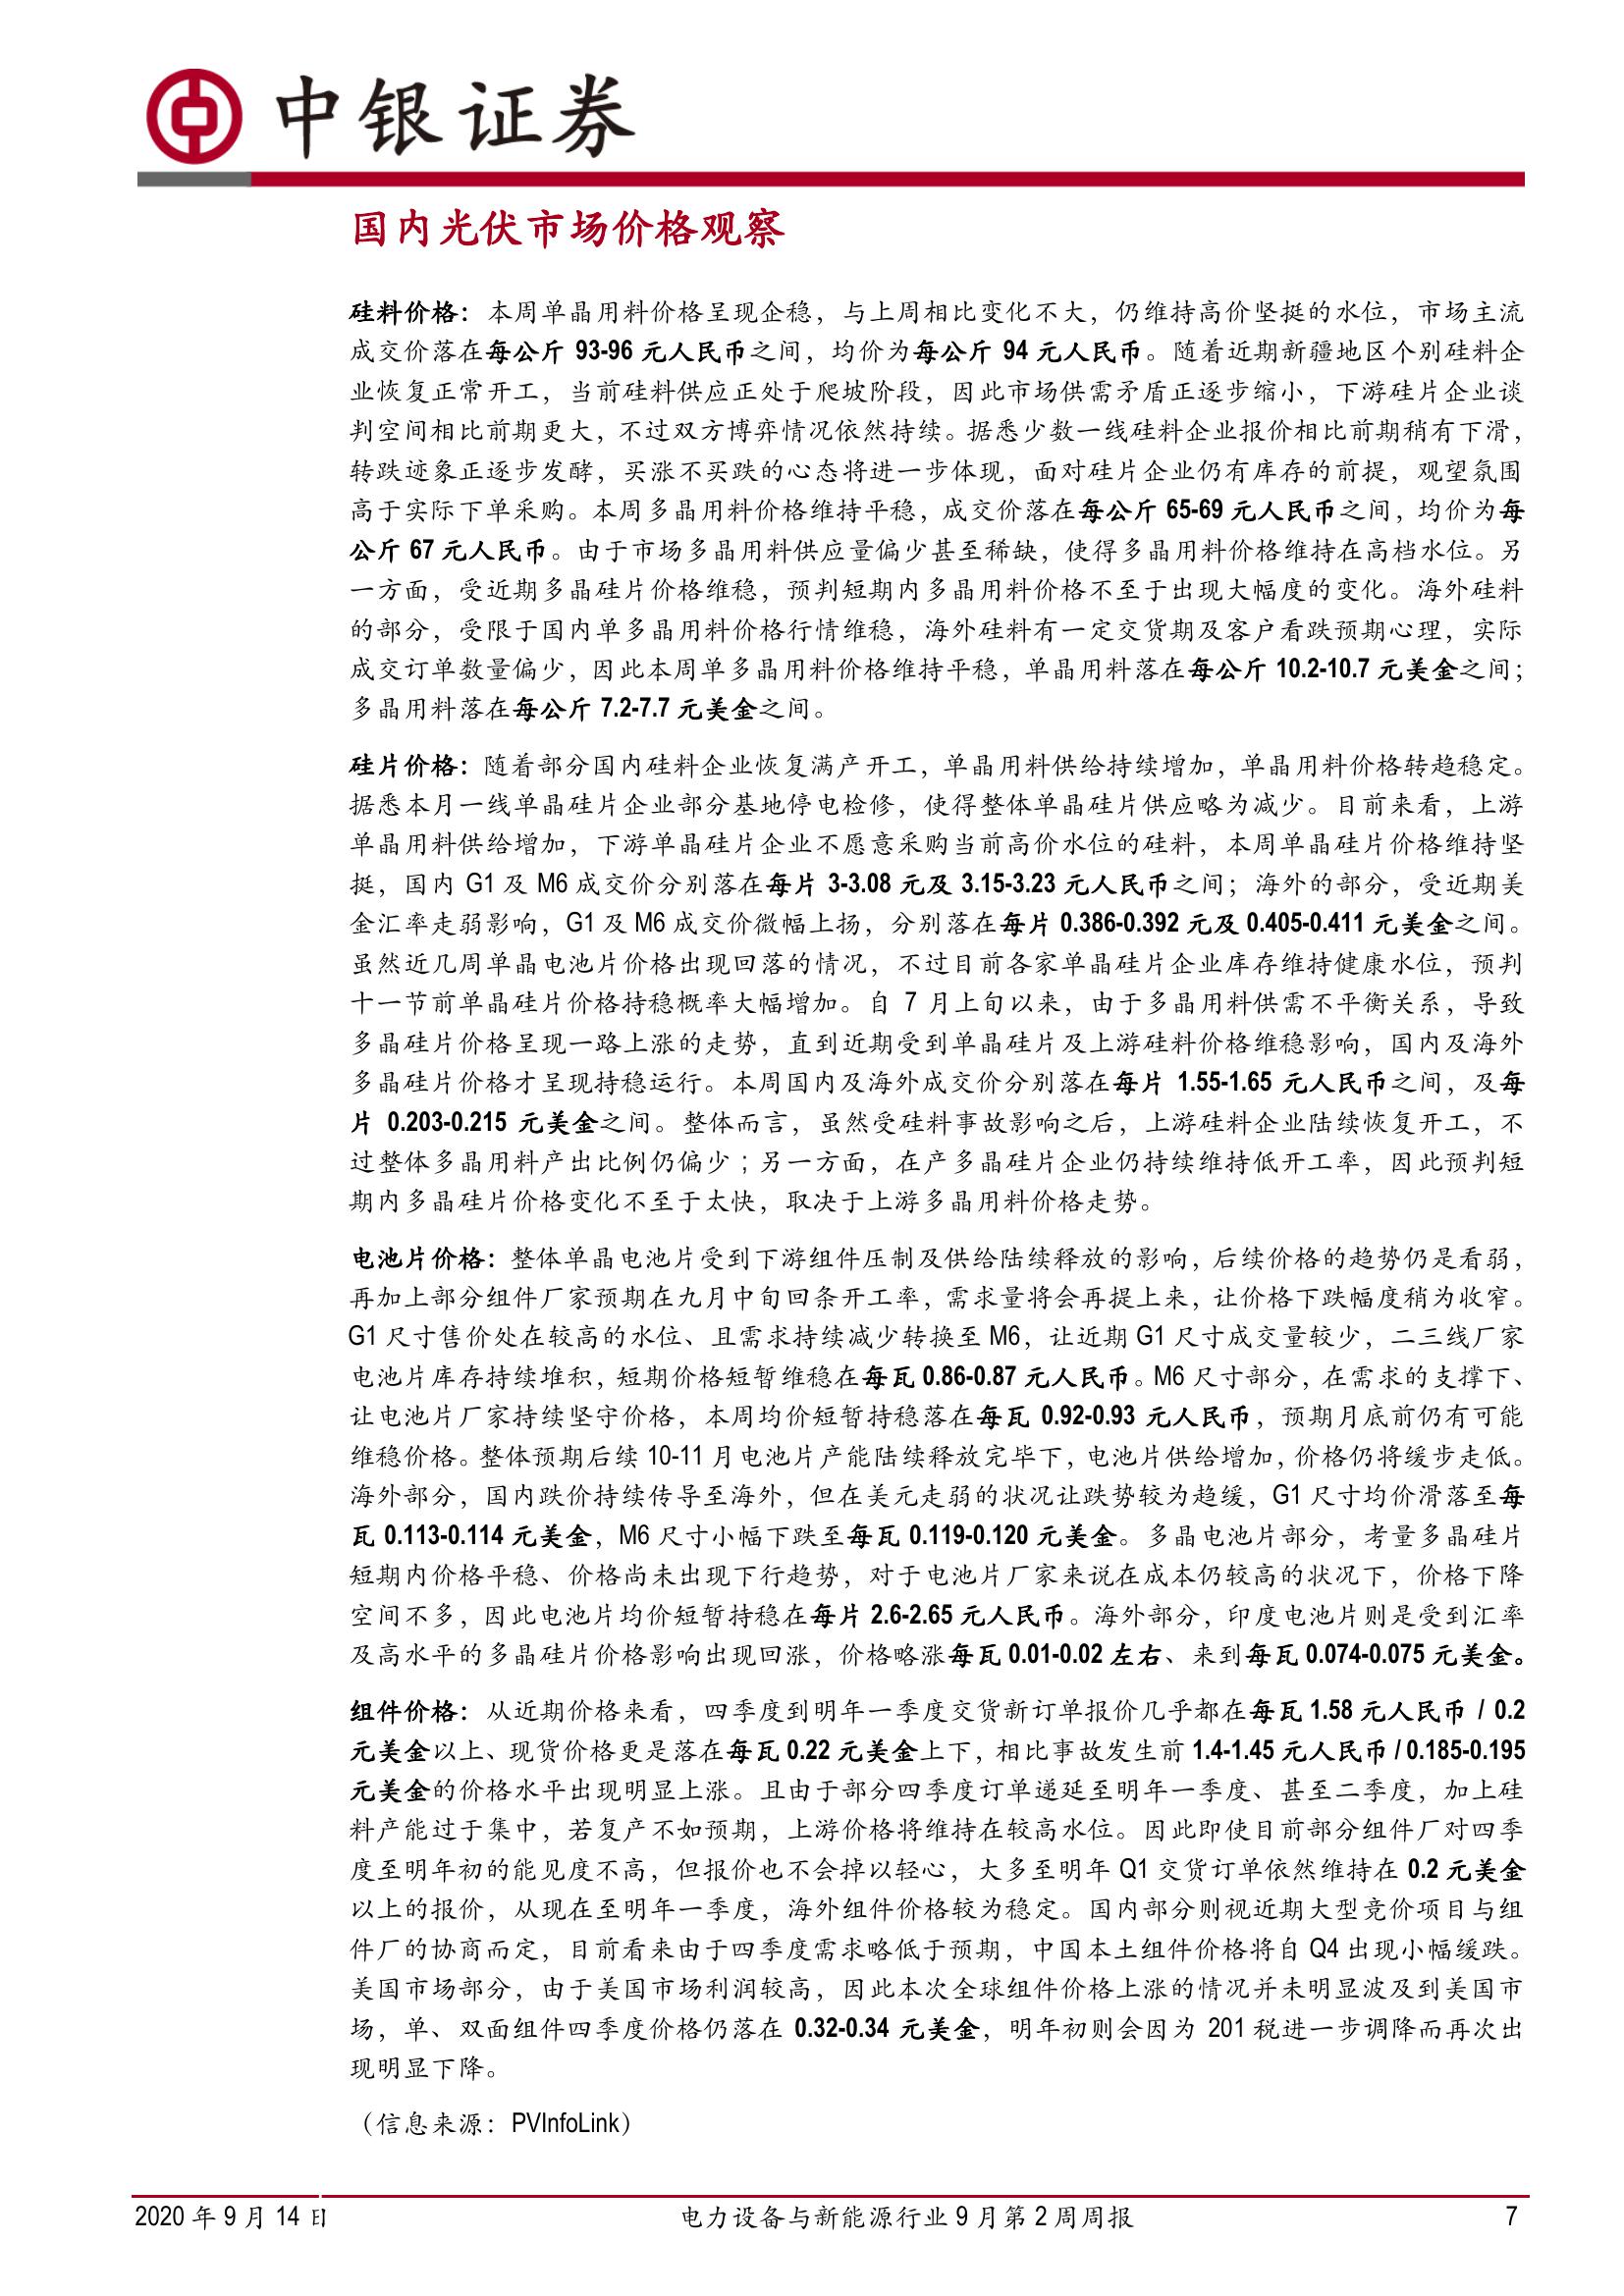 中银证券
国内光伏市场价格观察
硅料价格：本周单晶用料价格呈现企稳，与上周相比变化不大，仍维持高价坚挺的水位，市场主流
成交价落在每公斤 93-96 元人民币之间，均价为每公斤 94 元人民币。随着近期新疆地区个别硅料企
业恢复正常开工，当前硅料供应正处于爬坡阶段，因此市场供需矛盾正逐步缩小，下游硅片企业谈
判空间相比前期更大，不过双方博弈情况依然持续。据悉少数一线硅料企业报价相比前期稍有下滑，
转跌迹象正逐步发酵，买涨不买跌的心态将进一步体现，面对硅片企业仍有库存的前提，观望氛围
高于实际下单采购。本周多晶用料价格维持平稳，成交价落在每公斤 65-69 元人民币之间，均价为每
公斤 67 元人民币。由于市场多晶用料供应量偏少甚至稀缺，使得多晶用料价格维持在高档水位。另
一方面，受近期多晶硅片价格维稳，预判短期内多晶用料价格不至于出现大幅度的变化。海外硅料
的部分，受限于国内单多晶用料价格行情维稳，海外硅料有一定交货期及客户看跌预期心理，实际
成交订单数量偏少，因此本周单多晶用料价格维持平稳，单晶用料落在每公斤 10.2-10.7 元美金之间；
多晶用料落在每公斤 7.2-7.7 元美金之间。
硅片价格：随着部分国内硅料企业恢复满产开工，单晶用料供给持续增加，单晶用料价格转趋稳定。
据悉本月一线单晶硅片企业部分基地停电检修，使得整体单晶硅片供应略为减少。目前来看，上游
单晶用料供给增加，下游单晶硅片企业不愿意采购当前高价水位的硅料，本周单晶硅片价格维持坚
挺，国内 G1 及 M6 成交价分别落在每片 3-3.08 元及 3.15-3.23 元人民币之间；海外的部分，受近期美
金汇率走弱影响，G1 及 M6 成交价微幅上扬，分别落在每片 0.386-0.392 元及 0.405-0.411 元美金之间。
虽然近几周单晶电池片价格出现回落的情况，不过目前各家单晶硅片企业库存维持健康水位，预判
十一节前单晶硅片价格持稳概率大幅增加。自 7 月上旬以来，由于多晶用料供需不平衡关系，导致
多晶硅片价格呈现一路上涨的走势，直到近期受到单晶硅片及上游硅料价格维稳影响，国内及海外
多晶硅片价格才呈现持稳运行。本周国内及海外成交价分别落在每片 1.55-1.65 元人民币之间，及每
片 0.203-0.215 元美金之间。整体而言，虽然受硅料事故影响之后，上游硅料企业陆续恢复开工，不
过整体多晶用料产出比例仍偏少；另一方面，在产多晶硅片企业仍持续维持低开工率，因此预判短
期内多晶硅片价格变化不至于太快，取决于上游多晶用料价格走势。
电池片价格：整体单晶电池片受到下游组件压制及供给陆续释放的影响，后续价格的趋势仍是看弱，
再加上部分组件厂家预期在九月中旬回条开工率，需求量将会再提上来，让价格下跌幅度稍为收窄。
G1 尺寸售价处在较高的水位、且需求持续减少转换至 M6，让近期 G1 尺寸成交量较少，二三线厂家
电池片库存持续堆积，短期价格短暂维稳在每瓦 0.86-0.87 元人民币。M6 尺寸部分，在需求的支撑下、
让电池片厂家持续坚守价格，本周均价短暂持稳落在每瓦 0.92-0.93 元人民币，预期月底前仍有可能
维稳价格。整体预期后续 10-11 月电池片产能陆续释放完毕下，电池片供给增加，价格仍将缓步走低。
海外部分，国内跌价持续传导至海外，但在美元走弱的状况让跌势较为趋缓，G1 尺寸均价滑落至每
瓦 0.113-0.114 元美金，M6 尺寸小幅下跌至每瓦 0.119-0.120 元美金。多晶电池片部分，考量多晶硅片
短期内价格平稳、价格尚未出现下行趋势，对于电池片厂家来说在成本仍较高的状况下，价格下降
空间不多，因此电池片均价短暂持稳在每片 2.6-2.65 元人民币。海外部分，印度电池片则是受到汇率
及高水平的多晶硅片价格影响出现回涨，价格略涨每瓦 0.01-0.02 左右、来到每瓦 0.074-0.075 元美金。
组件价格：从近期价格来看，四季度到明年一季度交货新订单报价几乎都在每瓦 1.58 元人民币 / 0.2
元美金以上、现货价格更是落在每瓦 0.22 元美金上下，相比事故发生前 1.4-1.45 元人民币 / 0.185-0.195
元美金的价格水平出现明显上涨。且由于部分四季度订单递延至明年一季度、甚至二季度，加上硅
料产能过于集中，若复产不如预期，上游价格将维持在较高水位。因此即使目前部分组件厂对四季
度至明年初的能见度不高，但报价也不会掉以轻心，大多至明年 Q1 交货订单依然维持在 0.2 元美金
以上的报价，从现在至明年一季度，海外组件价格较为稳定。国内部分则视近期大型竞价项目与组
件厂的协商而定，目前看来由于四季度需求略低于预期，中国本土组件价格将自 Q4 出现小幅缓跌。
美国市场部分，由于美国市场利润较高，因此本次全球组件价格上涨的情况并未明显波及到美国市
场，单、双面组件四季度价格仍落在 0.32-0.34 元美金，明年初则会因为 201 税进一步调降而再次出
现明显下降。
（信息来源：PVInfoLink）
2020 年 9 月 14 日 电力设备与新能源行业 9 月第 2 周周报 7